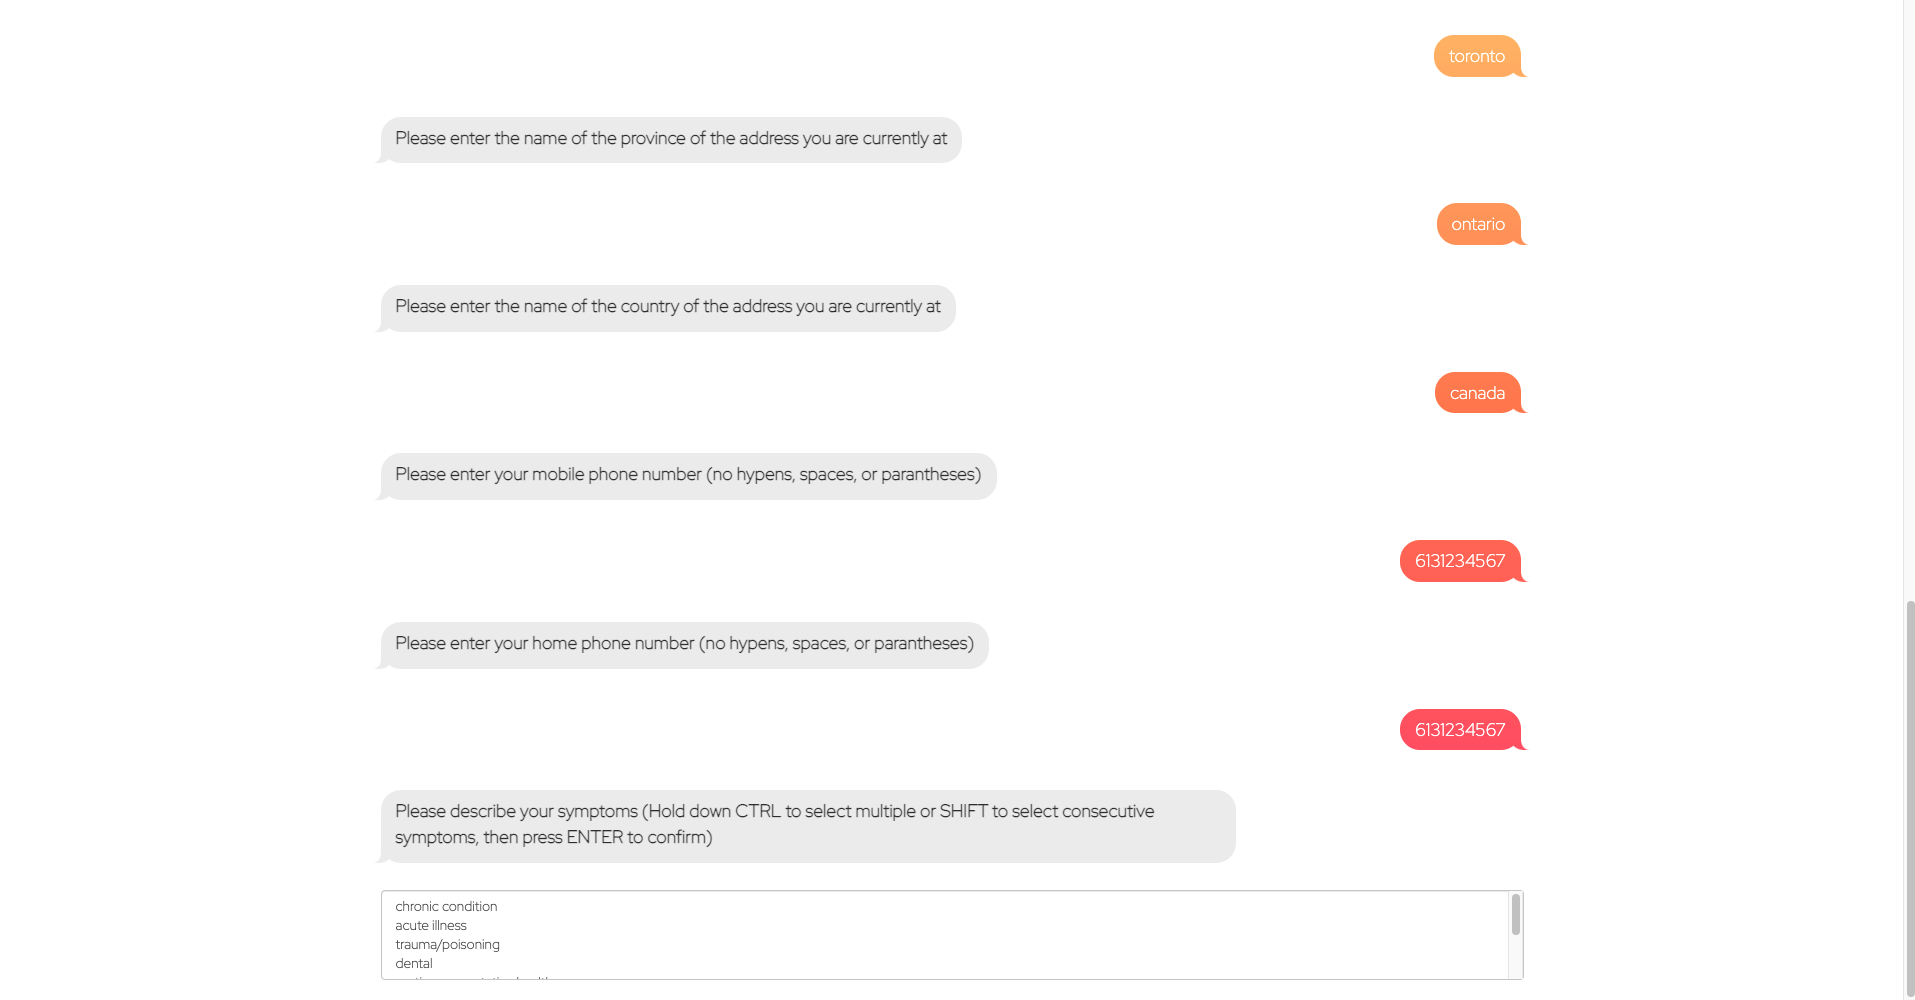 toronto
Please enter the name of the province of the address you are currently at
ontario
Please enter the name of the country of the address you are currently at
canada
Please enter your mobile phone number (no hypens, spaces, or parantheses)
6131234567
Please enter your home phone number (no hypens, spaces, or parantheses)
6131234567
Please describe your symptoms (Hold down CTRL to select multiple or SHIFT to select consecutive
symptoms, then press ENTER to confirm)
chronic condition
acute illness
trauma/poisoning
dental